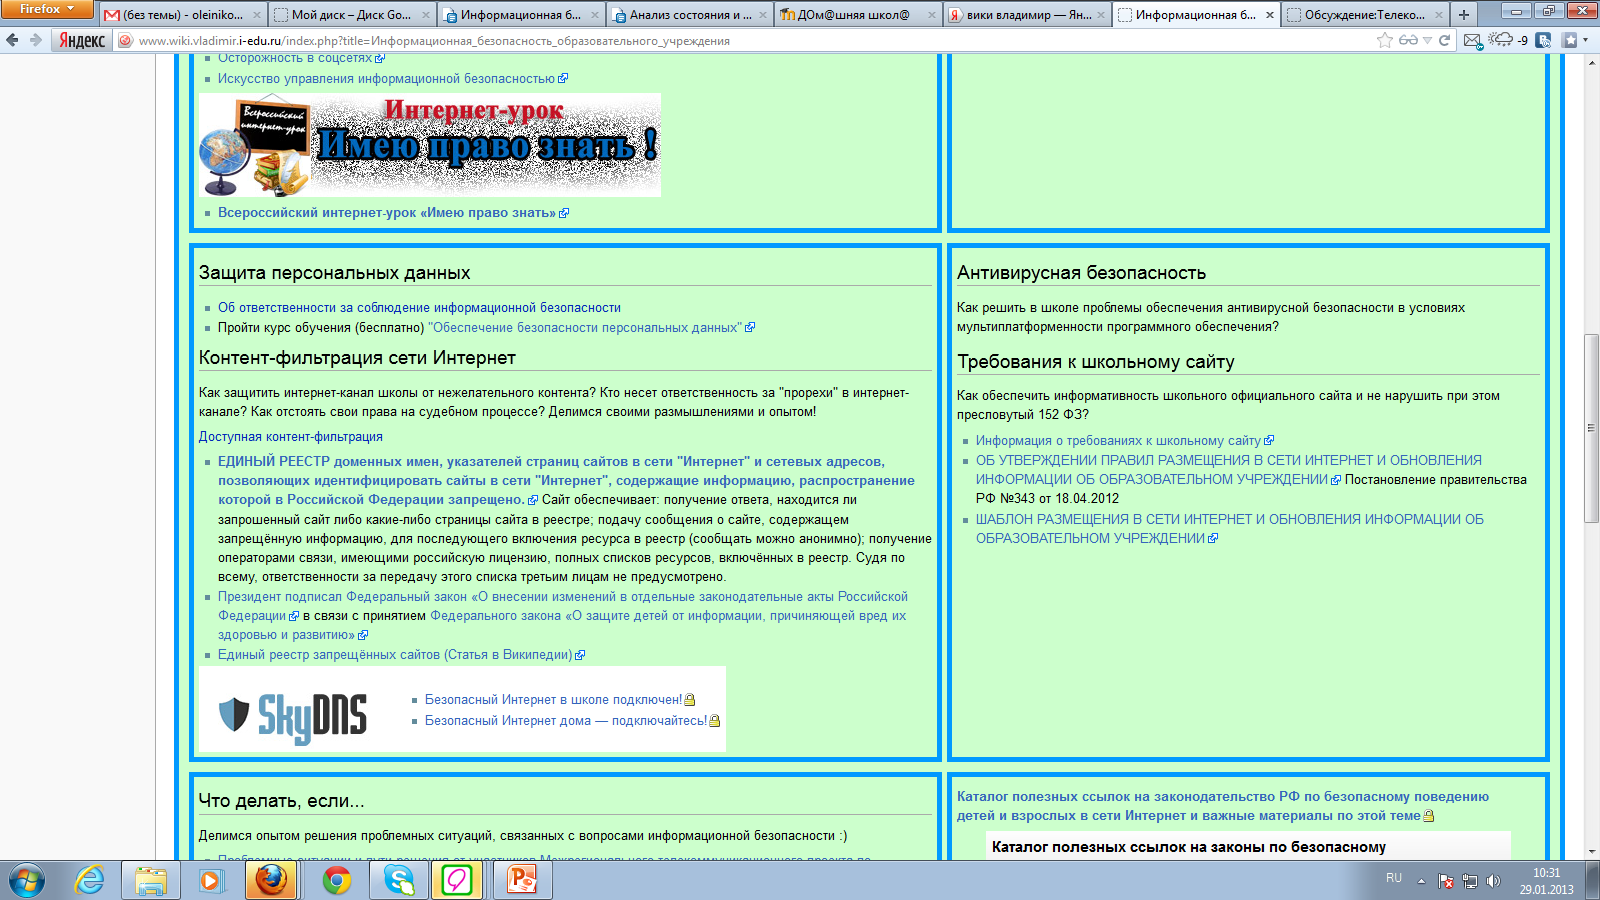 Firefox
(без темы) - oleiniko...
Мой диск – Диск Go...
Информационная б...
Анализ состояния и ...
ДОм@шняя школ@
вики владимир — Ян...
Информационная б...
Обсуждение:Телеко...
Яндекс
www.wiki.vladimir.i-edu.ru/index.php?title=Информационная_безопасность_образовательного_учреждения
-9
Осторожность в соцсетях
Искусство управления информационной безопасностью
Всероссийский
интернет-урок
Интернет-урок
Имею право знать !
Всероссийский интернет-урок «Имею право знать»
Защита персональных данных
Об ответственности за соблюдение информационной безопасности
Пройти курс обучения (бесплатно) "Обеспечение безопасности персональных данных"
Контент-фильтрация сети Интернет
Как защитить интернет-канал школы от нежелательного контента? Кто несет ответственность за "прорехи" в интернет-
канале? Как отстоять свои права на судебном процессе? Делимся своими размышлениями и опытом!
Доступная контент-фильтрация
ЕДИНЫЙ РЕЕСТР доменных имен, указателей страниц сайтов в сети "Интернет" и сетевых адресов,
позволяющих идентифицировать сайты в сети "Интернет", содержащие информацию, распространение
которой в Российской Федерации запрещено. Сайт обеспечивает: получение ответа, находится ли
запрошенный сайт либо какие-либо страницы сайта в реестре; подачу сообщения о сайте, содержащем
запрещённую информацию, для последующего включения ресурса в реестр (сообщать можно анонимно); получение
операторами связи, имеющими российскую лицензию, полных списков ресурсов, включённых в реестр. Судя по
всему, ответственности за передачу этого списка третьим лицам не предусмотрено.
Президент подписал Федеральный закон «О внесении изменений в отдельные законодательные акты Российской
Федерации в связи с принятием Федерального закона «О защите детей от информации, причиняющей вред их
здоровью и развитию»
Единый реестр запрещённых сайтов (Статья в Википедии)
SkyDNS
Безопасный Интернет в школе подключен!
Безопасный Интернет дома — подключайтесь!
Антивирусная безопасность
Как решить в школе проблемы обеспечения антивирусной безопасности в условиях
мультиплатформенности программного обеспечения?
Требования к школьному сайту
Как обеспечить информативность школьного официального сайта и не нарушить при этом
пресловутый 152 ФЗ?
Информация о требованиях к школьному сайту
ОБ УТВЕРЖДЕНИИ ПРАВИЛ РАЗМЕЩЕНИЯ В СЕТИ ИНТЕРНЕТ И ОБНОВЛЕНИЯ
ИНФОРМАЦИИ ОБ ОБРАЗОВАТЕЛЬНОМ УЧРЕЖДЕНИИ Постановление правительства
РФ №343 от 18.04.2012
ШАБЛОН РАЗМЕЩЕНИЯ В СЕТИ ИНТЕРНЕТ И ОБНОВЛЕНИЯ ИНФОРМАЦИИ ОБ
ОБРАЗОВАТЕЛЬНОМ УЧРЕЖДЕНИИ
Что делать, если...
Делимся опытом решения проблемных ситуаций, связанных с вопросами информационной безопасности :)
Проблемные ситуации и пути решения от участников Межрегионального телекоммуникационного проекта по
Каталог полезных ссылок на законодательство РФ по безопасному поведению
детей и взрослых в сети Интернет и важные материалы по этой теме
Каталог полезных ссылок на законы по безопасному
RU
10:31
29.01.2013